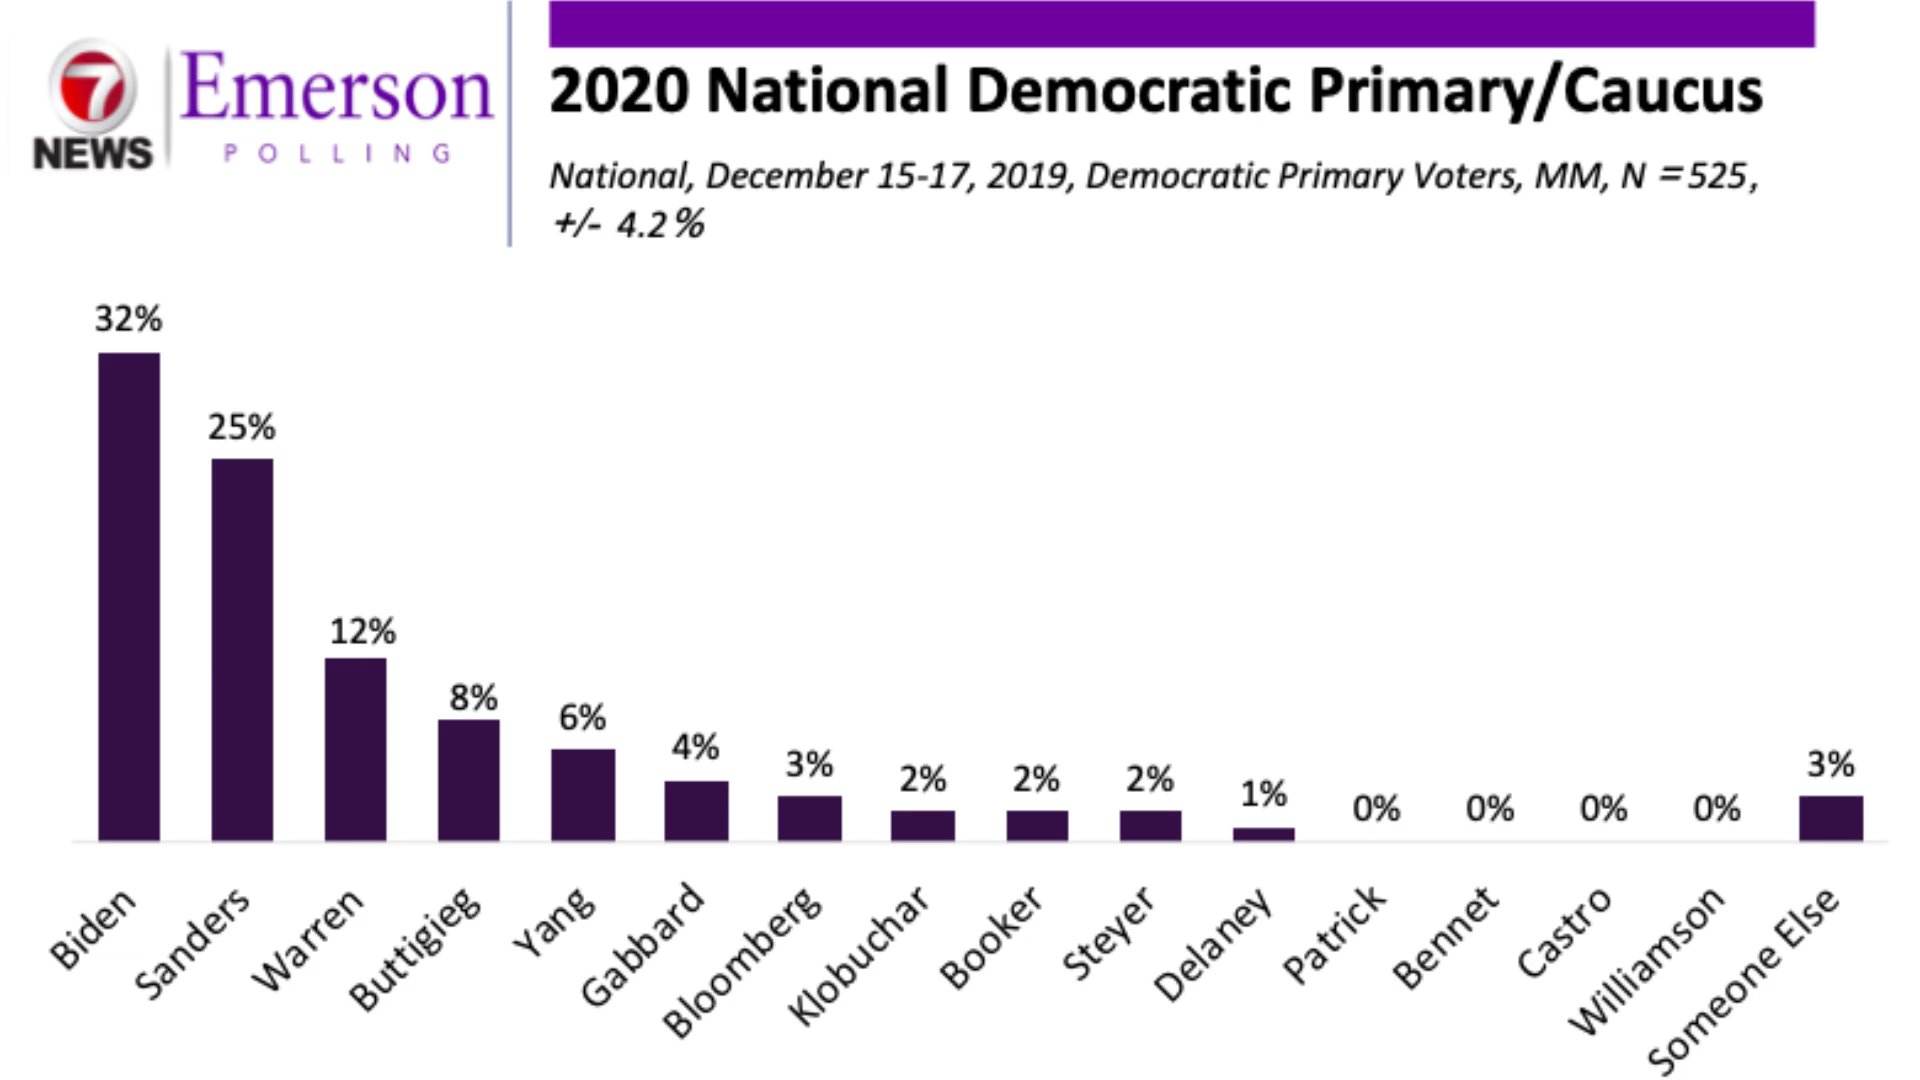 7
NEWS
Emerson
POLLING
2020 National Democratic Primary/Caucus
National, December 15-17, 2019, Democratic Primary Voters, MM, N =525,
+/- 4.2%
32%
25%
12%
8%
6%
4%
3%
2%
2%
2%
1%
0%
0%
0%
0%
3%
Biden
Sanders
Warren
Buttigieg
Yang
Gabbard
Bloomberg
Klobuchar
Booker
Steyer
Delaney
Patrick
Bennet
Castro
Williamson
Someone Else